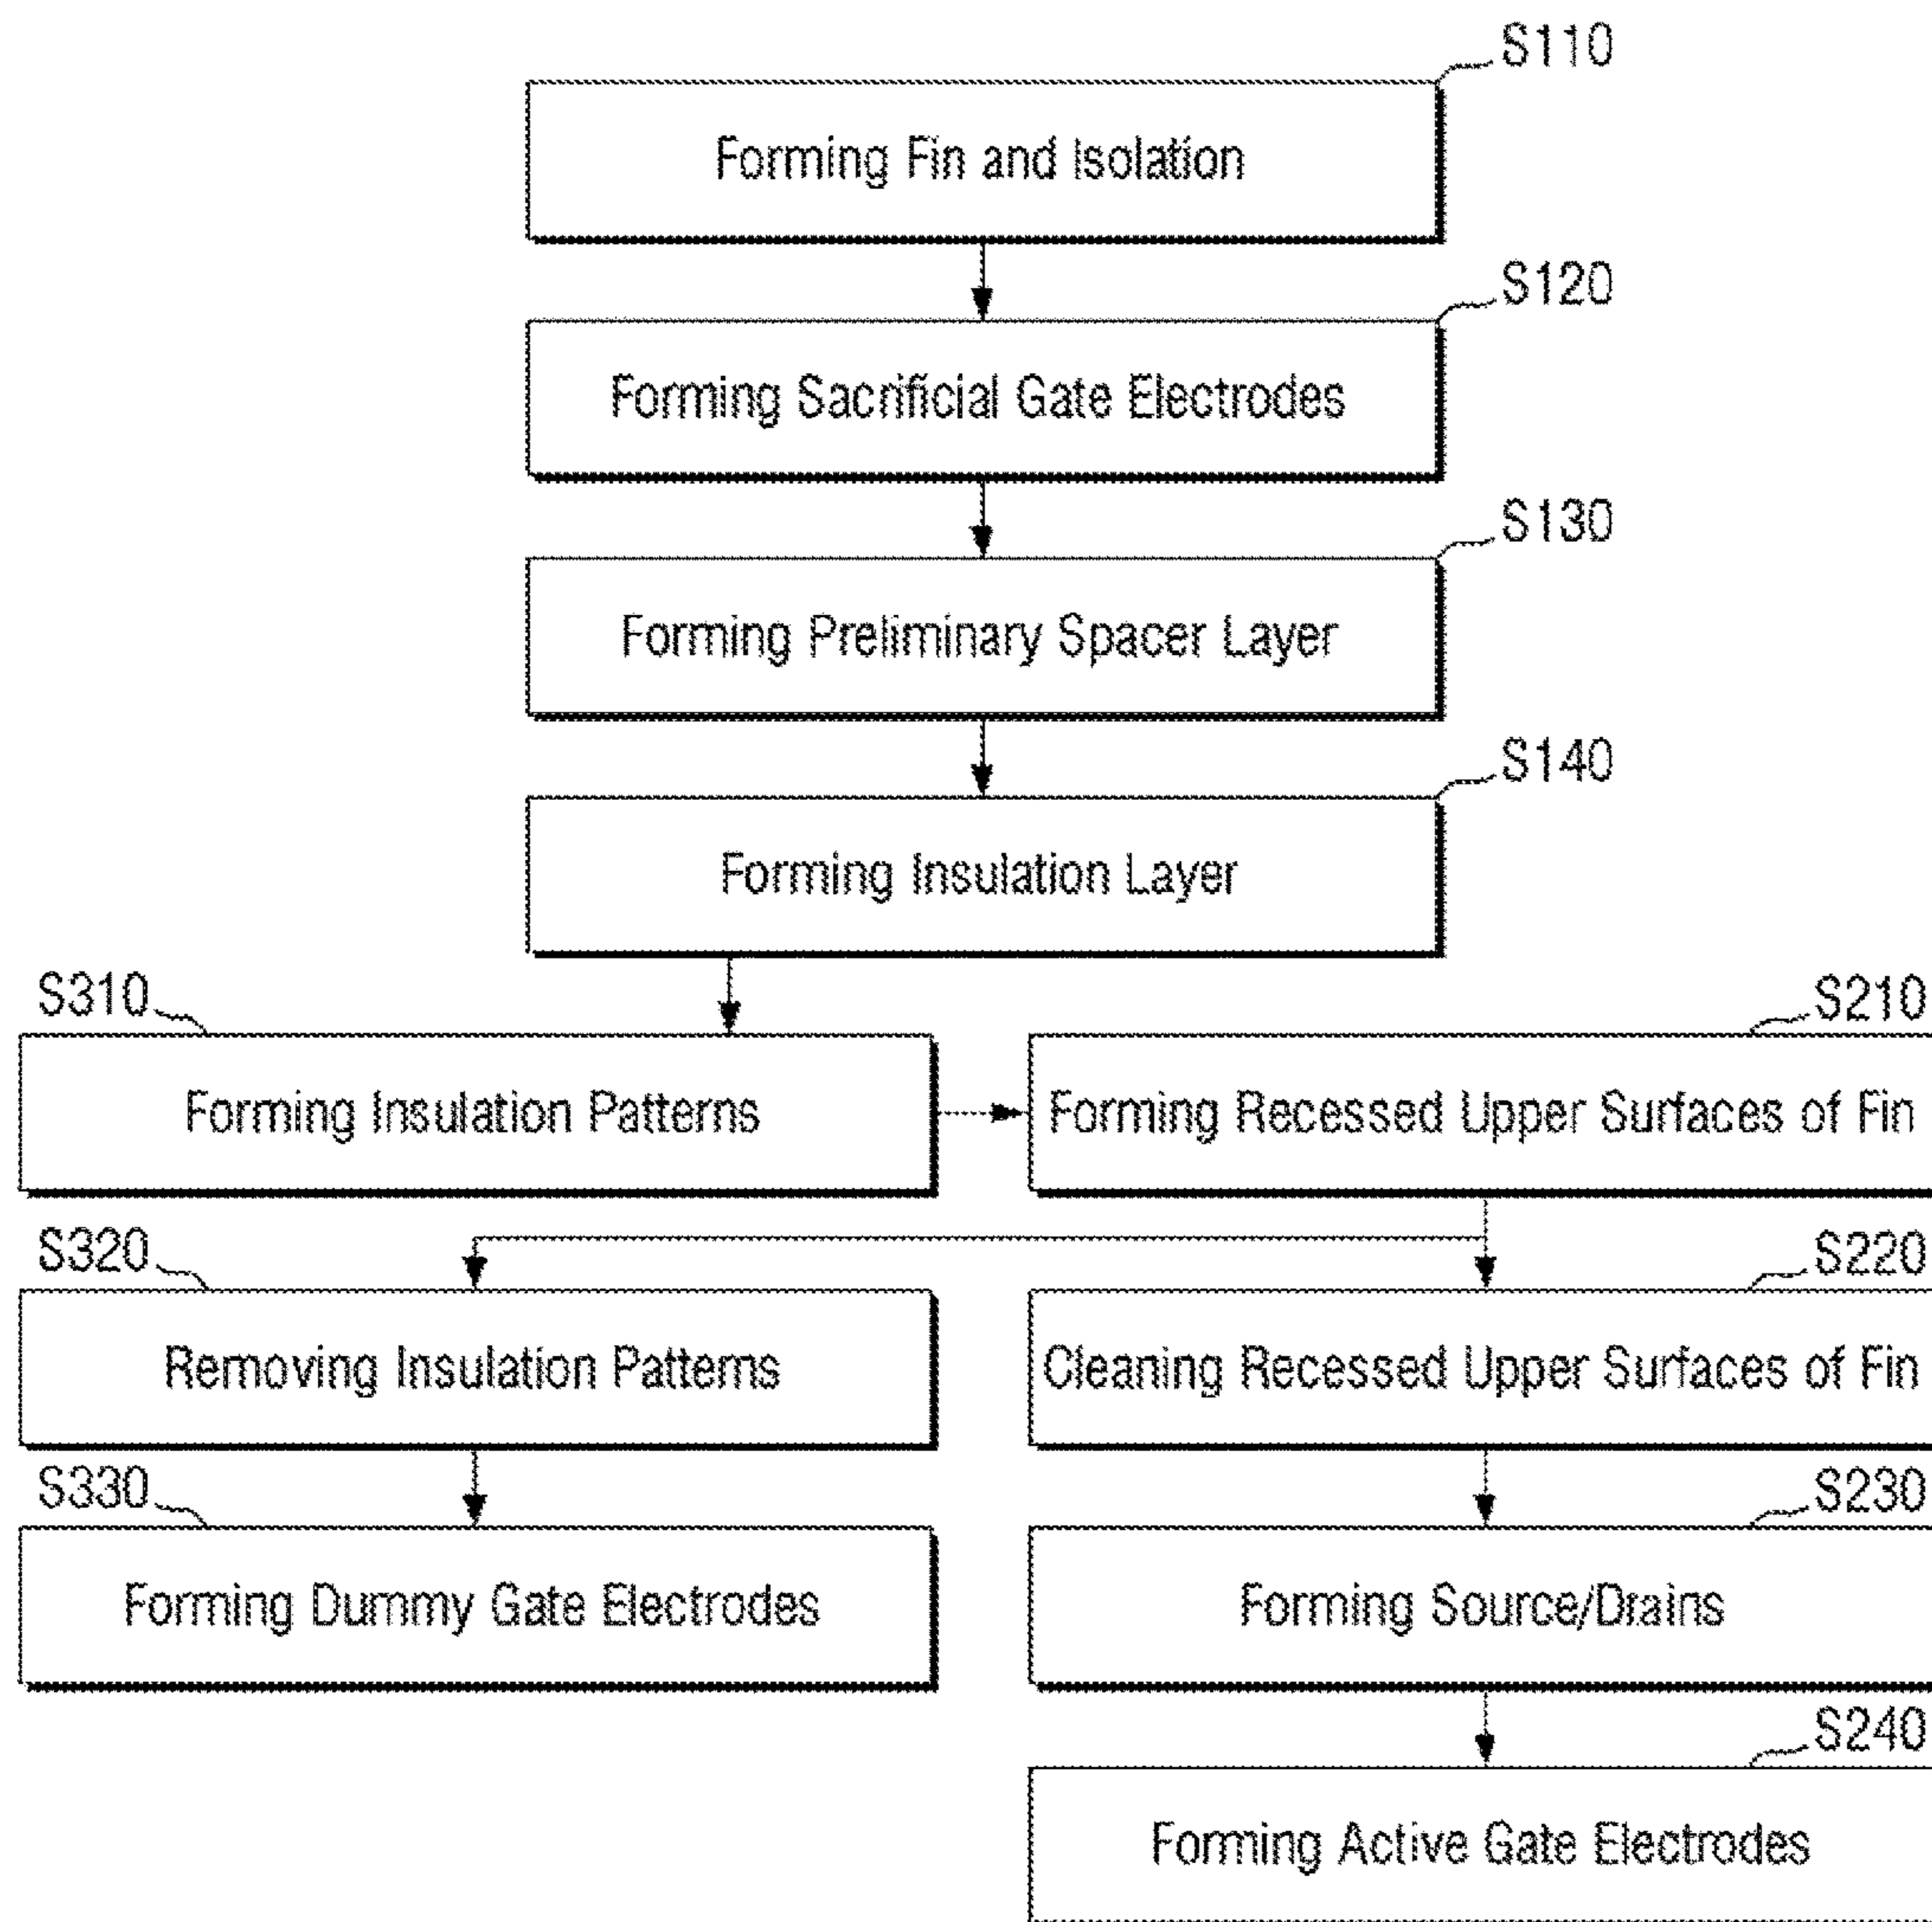 S110
Forming Fin and Isolation
S120
Forming Sacrificial Gate Electrodes
S130
Forming Preliminary Spacer Layer
S140
Forming Insulation Layer
S310
Forming Insulation Patterns
S210
Forming Recessed Upper Surfaces of Fin
S320
Removing Insulation Patterns
S220
Cleaning Recessed Upper Surfaces of Fin
S330
Forming Dummy Gate Electrodes
S230
Forming Source/Drains
S240
Forming Active Gate Electrodes